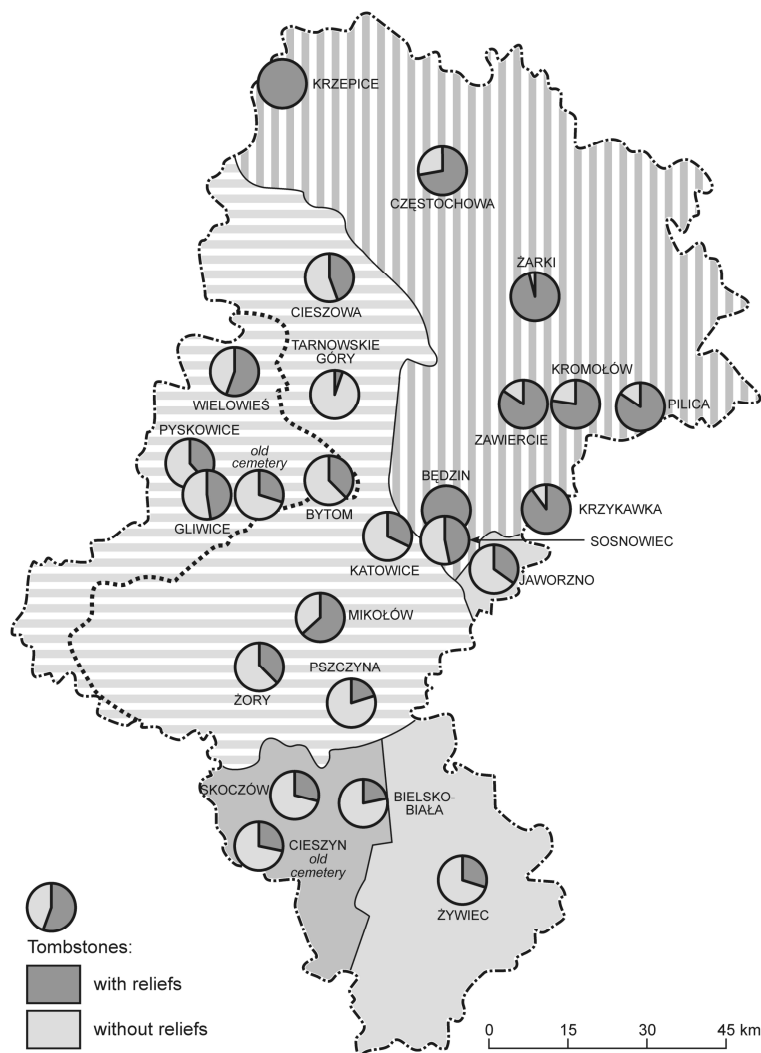 KRZEPICE
CZĘSTOCHOWA
ŻARKI
CIESZOWA
TARNOWSKIE
GÓRY
KROMOŁÓW
WIELOWIEŚ
PILICA
ZAWIERCIE
PYSKOWICE
old
cemetery
BĘDZIN
GLIWICE
BYTOM
KRZYKAWKA
SOSNOWIEC
KATOWICE
JAWORZNO
MIKOŁÓW
PSZCZYNA
ŻORY
SKOCZÓW
BIELSKO-
BIAŁA
CIESZYN
old
cemetery
ŻYWIEC
Tombstones:
with reliefs
without reliefs
0 15 30 45 km